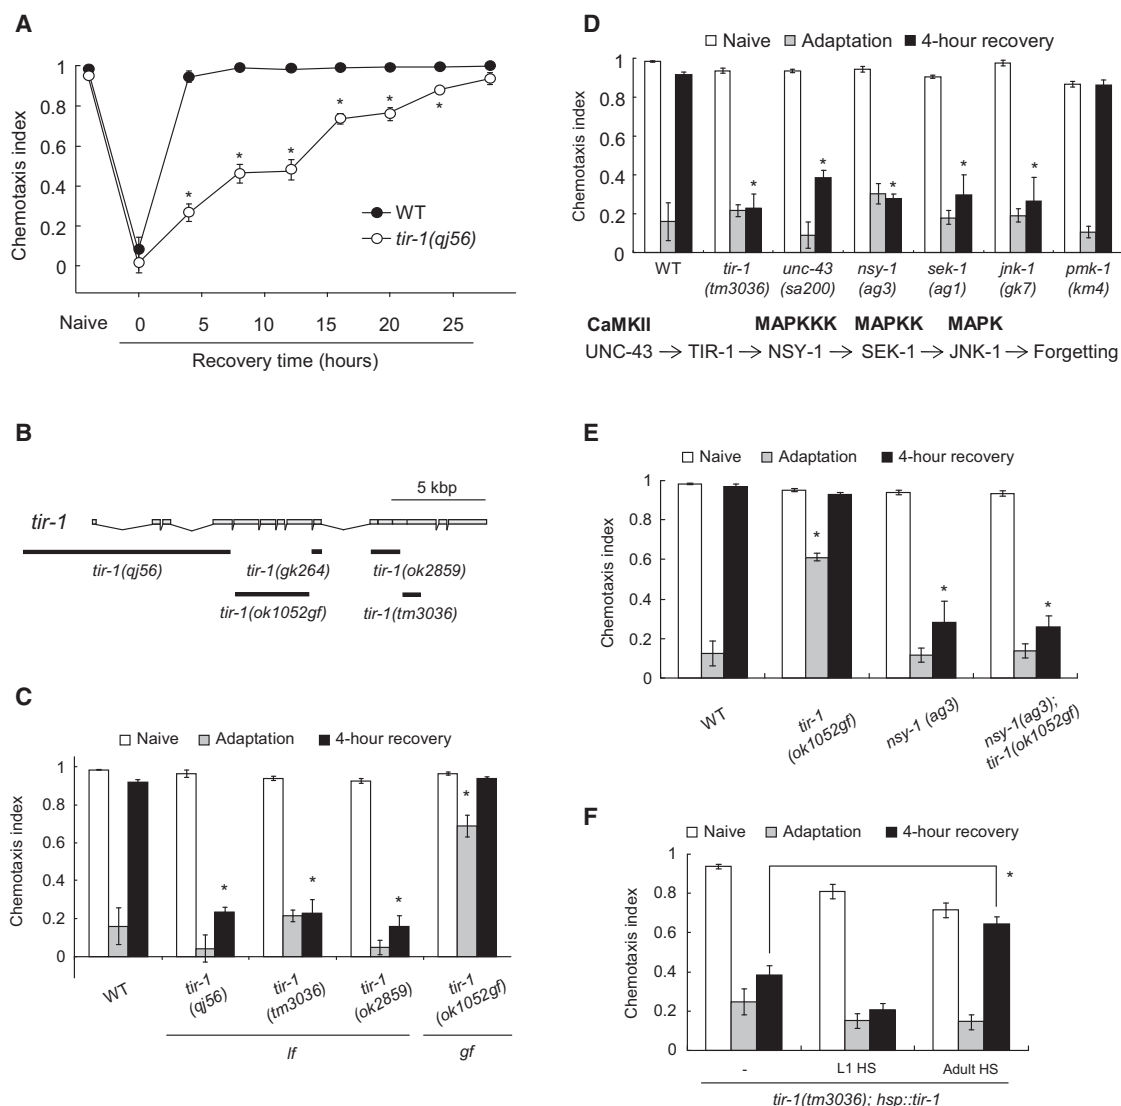 A
Chemotaxis index
1
0.8
0.6
0.4
0.2
0
*
*
*
*
*
*
WT
tir-1(qj56)
Naive
0
5
10
15
20
25
Recovery time (hours)
B
5 kbp
tir-1
tir-1(qj56)
tir-1(gk264)
tir-1(ok2859)
tir-1(ok1052gf)
tir-1(tm3036)
C
Naive Adaptation 4-hour recovery
Chemotaxis index
1
0.8
0.6
0.4
0.2
0
*
*
*
*
WT
tir-1
(qj56)
tir-1
(tm3036)
tir-1
(ok2859)
tir-1
(ok1052gf)
lf
gf
D
Naive Adaptation 4-hour recovery
Chemotaxis index
1
0.8
0.6
0.4
0.2
0
*
*
*
*
*
WT
tir-1
(tm3036)
unc-43
(sa200)
nsy-1
(ag3)
sek-1
(ag1)
jnk-1
(gk7)
pmk-1
(km4)
CaMKII MAPKKK MAPKK MAPK
UNC-43 → TIR-1 → NSY-1 → SEK-1 → JNK-1 → Forgetting
E
Naive Adaptation 4-hour recovery
Chemotaxis index
1
0.8
0.6
0.4
0.2
0
*
*
*
WT
tir-1
(ok1052gf)
nsy-1 (ag3)
nsy-1(ag3);
tir-1(ok1052gf)
F
Naive Adaptation 4-hour recovery
Chemotaxis index
1
0.8
0.6
0.4
0.2
0
*
-
L1 HS
Adult HS
tir-1(tm3036); hsp::tir-1